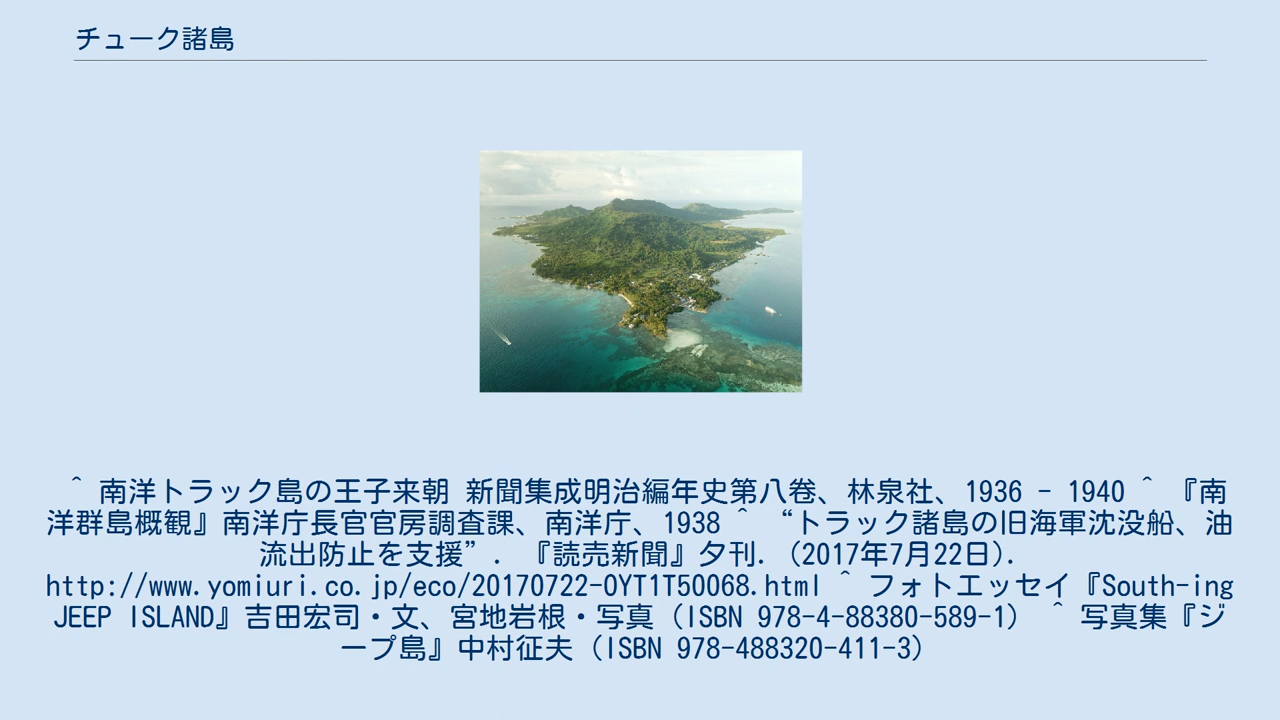 チューク諸島
^ 南洋トラック島の王子来朝 新聞集成明治編年史第八卷、林泉社、1936 - 1940 ^ 『南
洋群島概観』南洋庁長官官房調査課、南洋庁、1938 ^ “トラック諸島の旧海軍沈没船、油
流出防止を支援”. 『読売新聞』夕刊. （2017年7月22日）.
http://www.yomiuri.co.jp/eco/20170722-OYT1T50068.html ^ フォトエッセイ『South-ing
JEEP ISLAND』吉田宏司・文、宮地岩根・写真（ISBN 978-4-88380-589-1） ^ 写真集『ジ
ープ島』中村征夫（ISBN 978-488320-411-3）